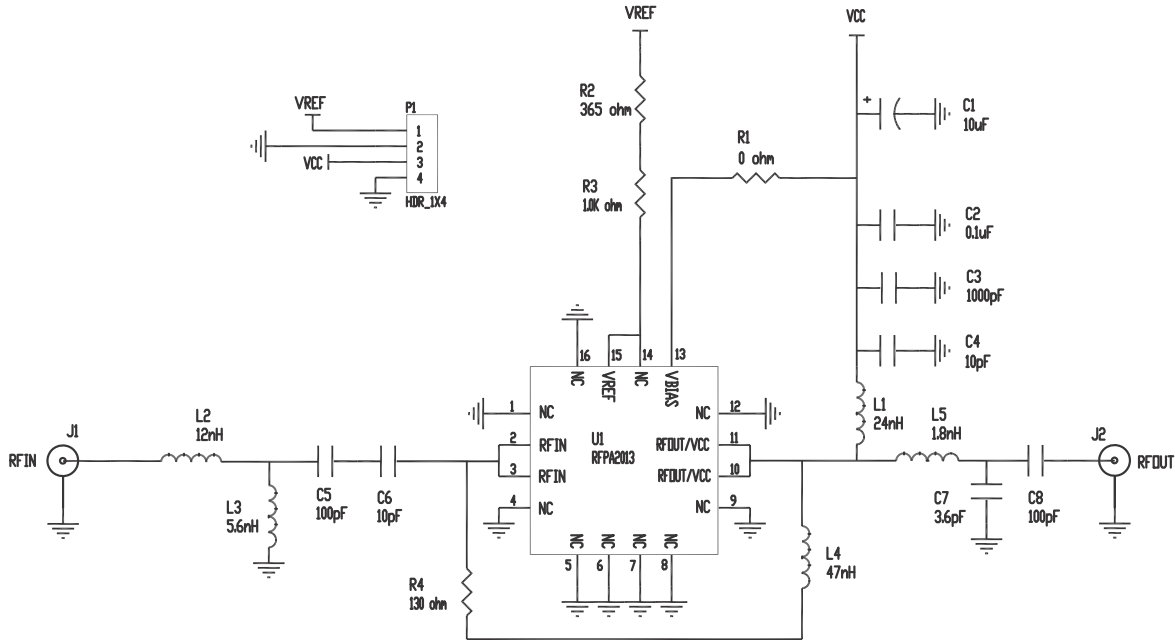 VREF
VCC
R2
365 ohm
+
C1
10uF
VREF
P1
1
2
VCC
3
4
HDR_1X4
R1
0 ohm
R3
1.0K ohm
C2
0.1uF
C3
1000pF
C4
10pF
16
15
14
13
NC
VREF
NC
VBIAS
1
NC
NC
12
L1
24nH
L5
1.8nH
J1
RFIN
L2
12nH
2
RFIN
U1
RFPA2013
RFOUT/VCC
11
J2
RFOUT
3
RFIN
RFOUT/VCC
10
L3
5.6nH
C5
100pF
C6
10pF
4
NC
NC
9
C7
3.6pF
C8
100pF
NC
NC
NC
NC
5
6
7
8
L4
47nH
R4
130 ohm